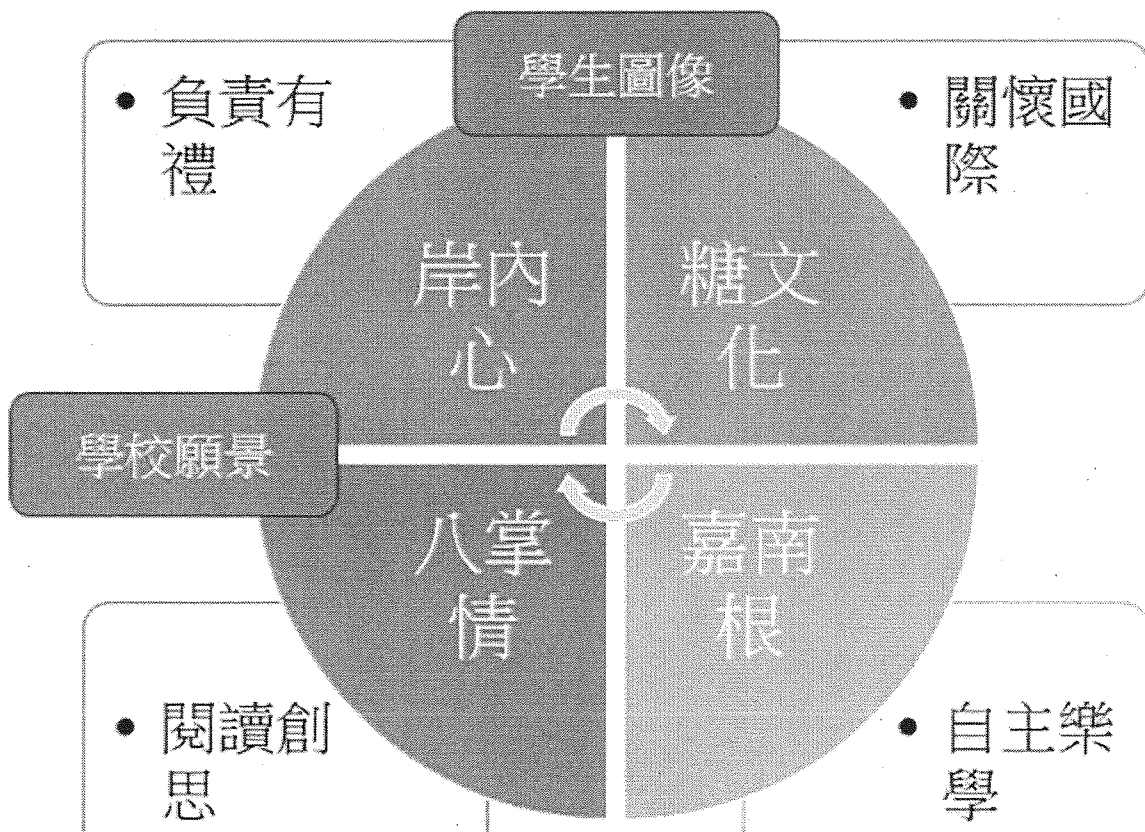 學生圖像
• 負責有
禮
• 關懷國
際
岸內
心
糖文
化
學校願景
八掌
情
嘉南
根
• 閱讀創
思
• 自主樂
學